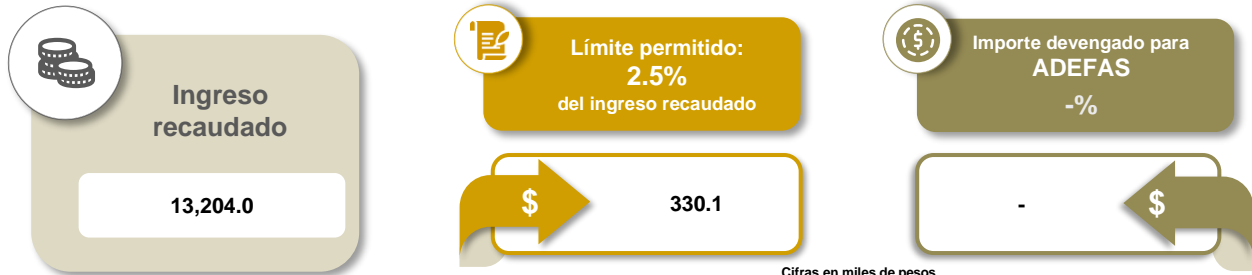 Ingreso
recaudado
13,204.0
Límite permitido:
2.5%
del ingreso recaudado
$
330.1
Importe devengado para
ADEFAS
-%
-
$
Cifras en miles de pesos